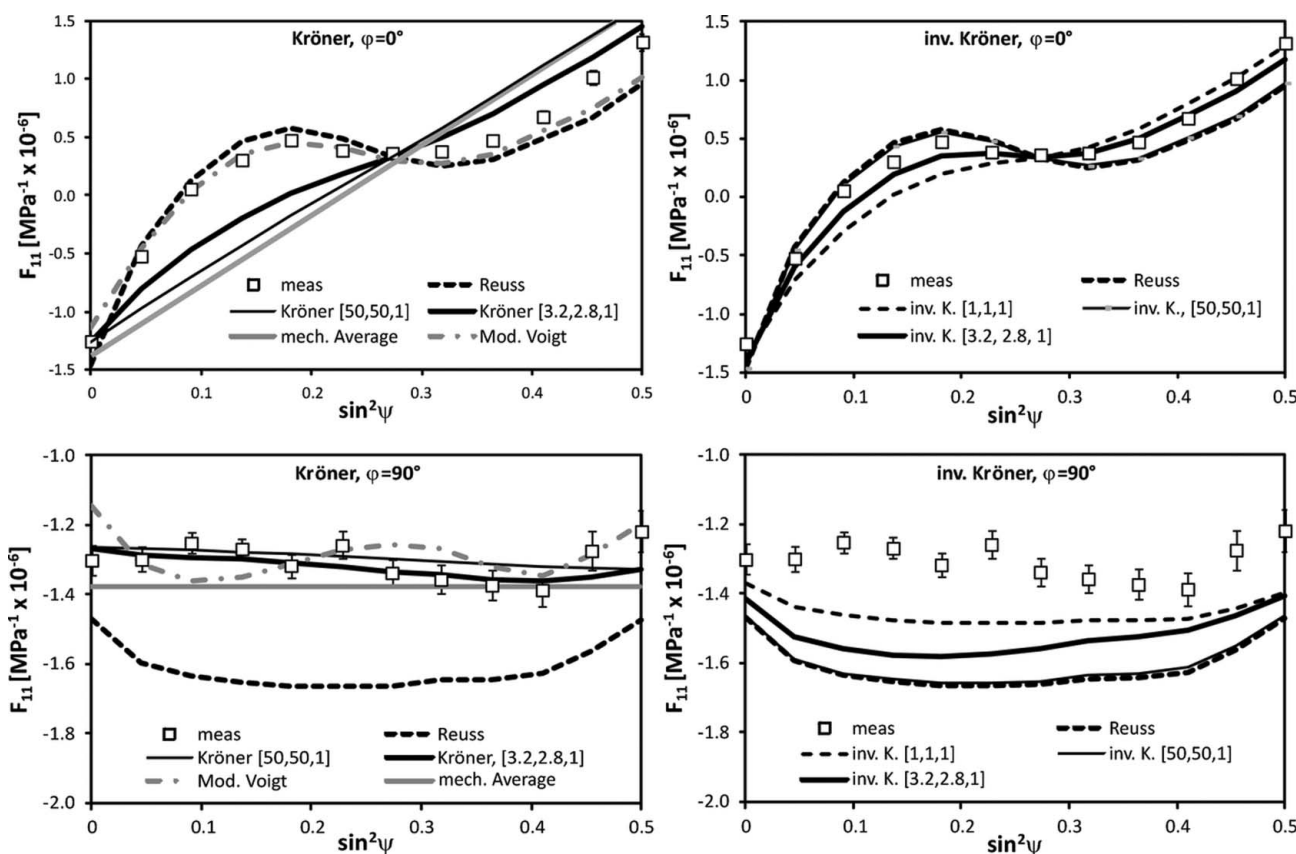 Kröner, φ=0°
F₁₁ [MPa⁻¹ x 10⁻⁶]
1.5
1.0
0.5
0.0
-0.5
-1.0
-1.5
meas
Reuss
Kröner [50,50,1]
Kröner [3.2,2.8,1]
mech. Average
Mod. Voigt
0 0.1 0.2 0.3 0.4 0.5
sin²ψ
inv. Kröner, φ=0°
F₁₁ [MPa⁻¹ x 10⁻⁶]
1.5
1.0
0.5
0.0
-0.5
-1.0
-1.5
meas
Reuss
inv. K. [1,1,1]
inv. K., [50,50,1]
inv. K. [3.2, 2.8, 1]
0 0.1 0.2 0.3 0.4 0.5
sin²ψ
Kröner, φ=90°
F₁₁ [MPa⁻¹ x 10⁻⁶]
-1.0
-1.2
-1.4
-1.6
-1.8
-2.0
meas
Reuss
Kröner [50,50,1]
Kröner, [3.2,2.8,1]
Mod. Voigt
mech. Average
0 0.1 0.2 0.3 0.4 0.5
sin²ψ
inv. Kröner, φ=90°
F₁₁ [MPa⁻¹ x 10⁻⁶]
-1.0
-1.2
-1.4
-1.6
-1.8
-2.0
meas
Reuss
inv. K. [1,1,1]
inv. K. [50,50,1]
inv. K. [3.2,2.8,1]
0 0.1 0.2 0.3 0.4 0.5
sin²ψ